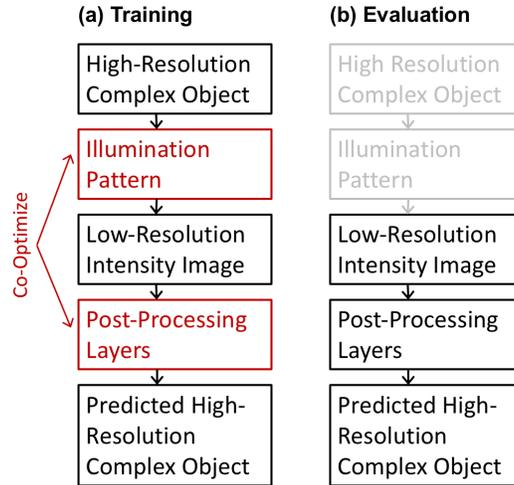 (a) Training
High-Resolution
Complex Object
Illumination
Pattern
Low-Resolution
Intensity Image
Post-Processing
Layers
Predicted High-
Resolution
Complex Object
Co-Optimize
(b) Evaluation
High Resolution
Complex Object
Illumination
Pattern
Low-Resolution
Intensity Image
Post-Processing
Layers
Predicted High-
Resolution
Complex Object